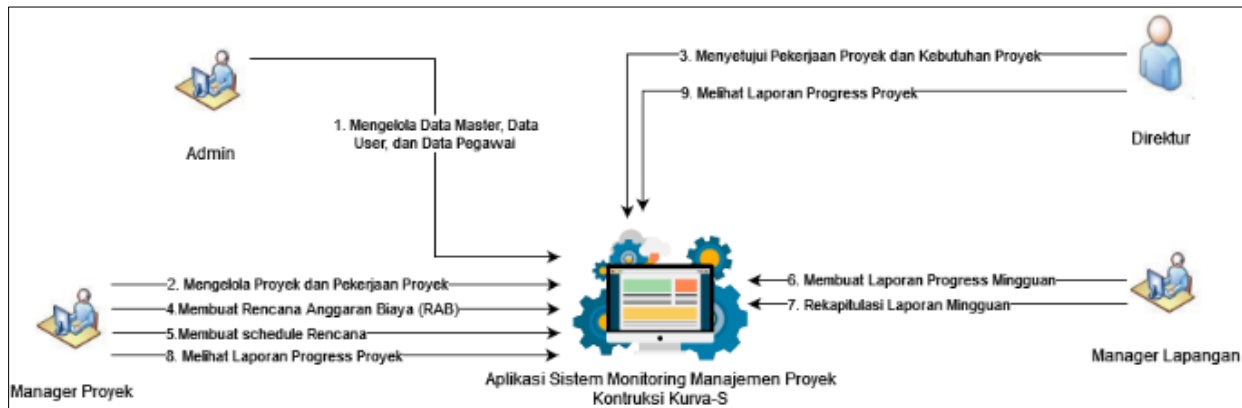 3. Menyetujui Pekerjaan Proyek dan Kebutuhan Proyek
9. Melihat Laporan Progress Proyek
1. Mengelola Data Master, Data
User, dan Data Pegawai
Admin
Direktur
2. Mengelola Proyek dan Pekerjaan Proyek
4.Membuat Rencana Anggaran Biaya (RAB)
5.Membuat schedule Rencana
8. Melihat Laporan Progress Proyek
Manager Proyek
6. Membuat Laporan Progress Mingguan
7. Rekapitulasi Laporan Mingguan
Manager Lapangan
Aplikasi Sistem Monitoring Manajemen Proyek
Kontruksi Kurva-S